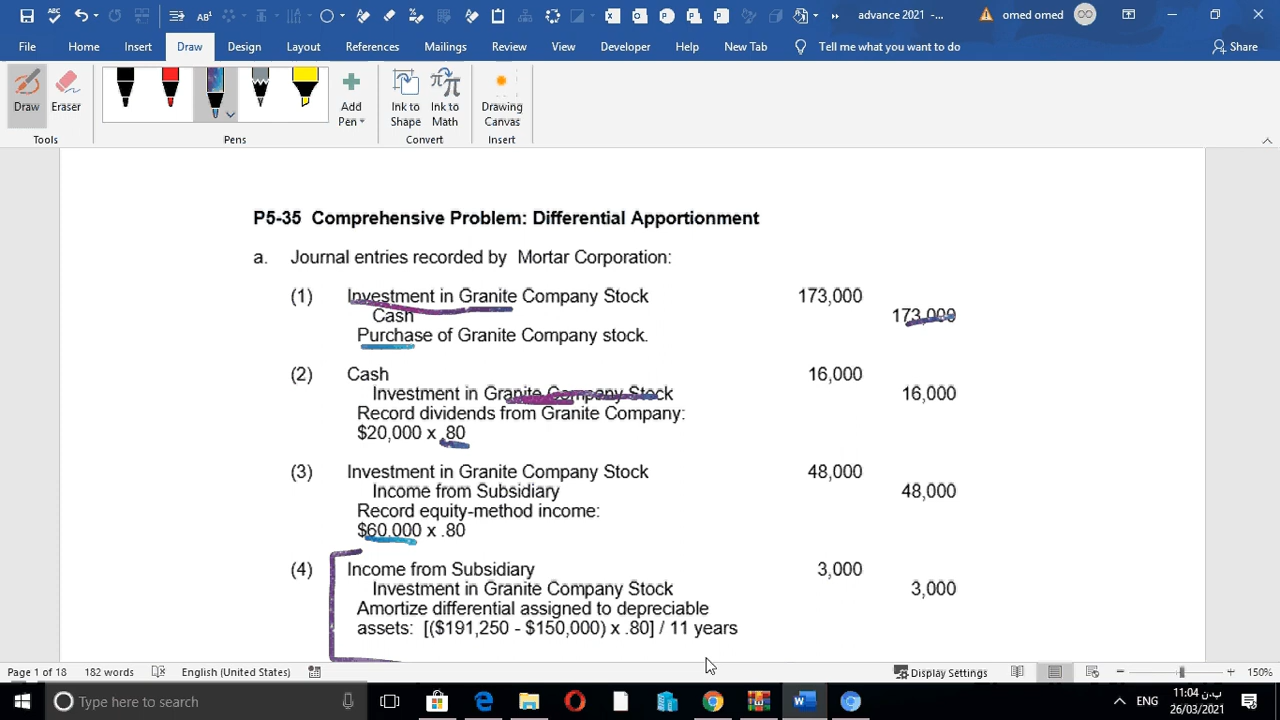 advance 2021 -...
omed omed
File Home Insert Draw Design Layout References Mailings Review View Developer Help New Tab Tell me what you want to do Share
Draw Eraser Add Pen Ink to Shape Ink to Math Drawing Canvas
Tools Pens Convert Insert
P5-35 Comprehensive Problem: Differential Apportionment
a. Journal entries recorded by Mortar Corporation:
(1) Investment in Granite Company Stock 173,000
Cash 173,000
Purchase of Granite Company stock.
(2) Cash 16,000
Investment in Granite Company Stock 16,000
Record dividends from Granite Company:
$20,000 x .80
(3) Investment in Granite Company Stock 48,000
Income from Subsidiary 48,000
Record equity-method income:
$60,000 x .80
(4) Income from Subsidiary 3,000
Investment in Granite Company Stock 3,000
Amortize differential assigned to depreciable
assets: [($191,250 - $150,000) x .80] / 11 years
Page 1 of 18 182 words English (United States) Display Settings 150%
Type here to search ENG 11:04 ب.ن
26/03/2021